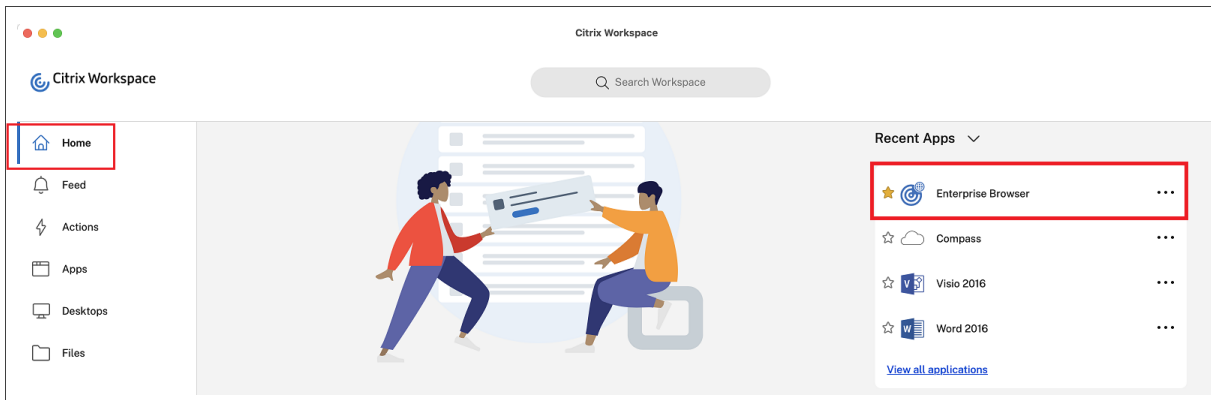 Citrix Workspace
Citrix Workspace
Search Workspace
Home
Feed
Actions
Apps
Desktops
Files
Recent Apps
Enterprise Browser
Compass
Visio 2016
Word 2016
View all applications